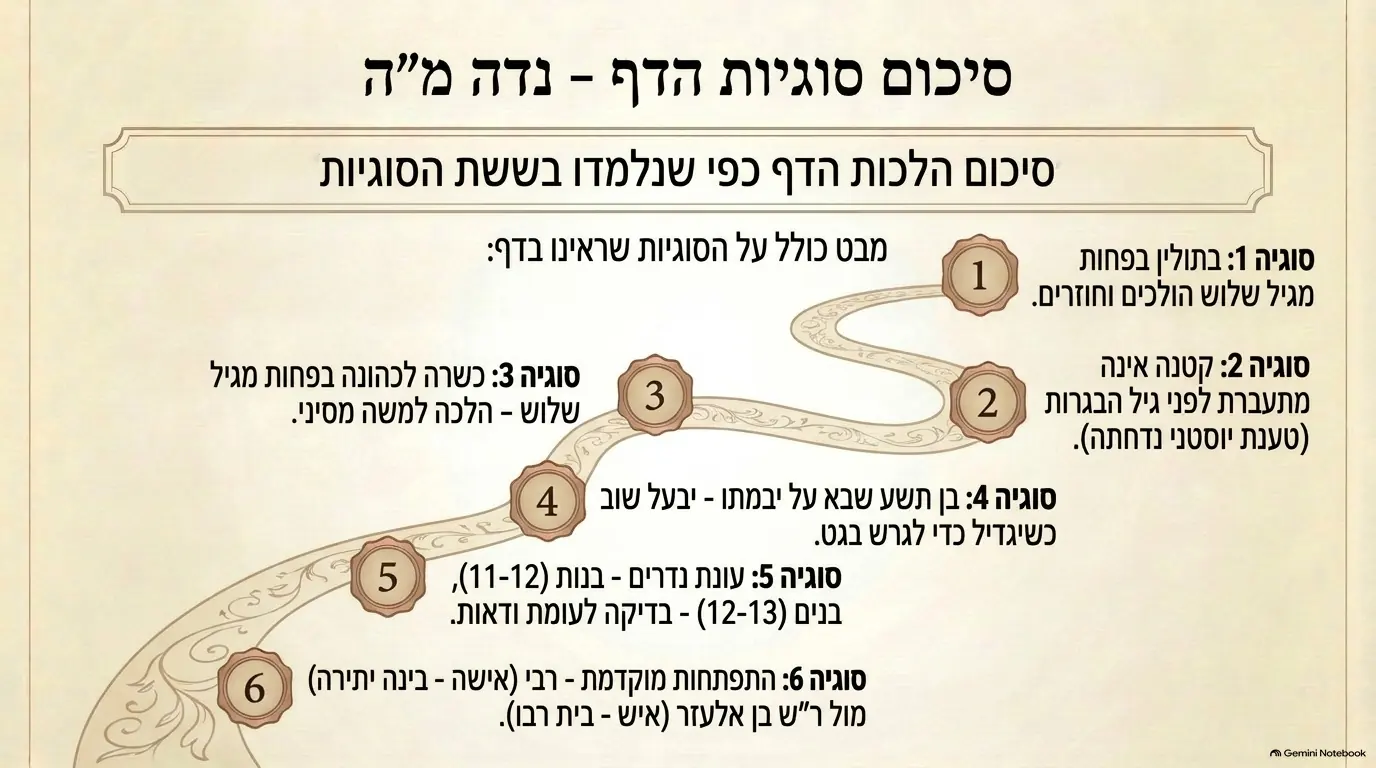 סיכום סוגיות הדף – נדה מ"ה
סיכום הלכות הדף כפי שנלמדו בששת הסוגיות
מבט כולל על הסוגיות שראינו בדף:
1
סוגיה 1: בתולין בפחות
מגיל שלוש הולכים וחוזרים.
2
סוגיה 2: קטנה אינה
מתעברת לפני גיל הבגרות
(טענת יוסטני נדחתה).
3
סוגיה 3: כשרה לכהונה בפחות מגיל
שלוש – הלכה למשה מסיני.
4
סוגיה 4: בן תשע שבא על יבמתו - יבעל שוב
כשיגדיל כדי לגרש בגט.
5
סוגיה 5: עונת נדרים - בנות (11-12),
בנים (12-13) - בדיקה לעומת ודאות.
6
סוגיה 6: התפתחות מוקדמת - רבי (אישה - בינה יתירה)
מול ר"ש בן אלעזר (איש - בית רבו).
Gemini Notebook